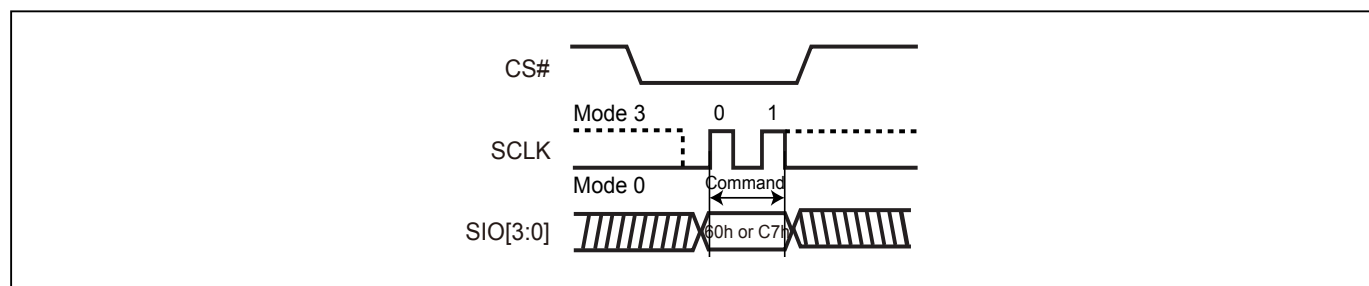 CS#
Mode 3 0 1
SCLK
Mode 0 Command
SIO[3:0] 60h or C7h